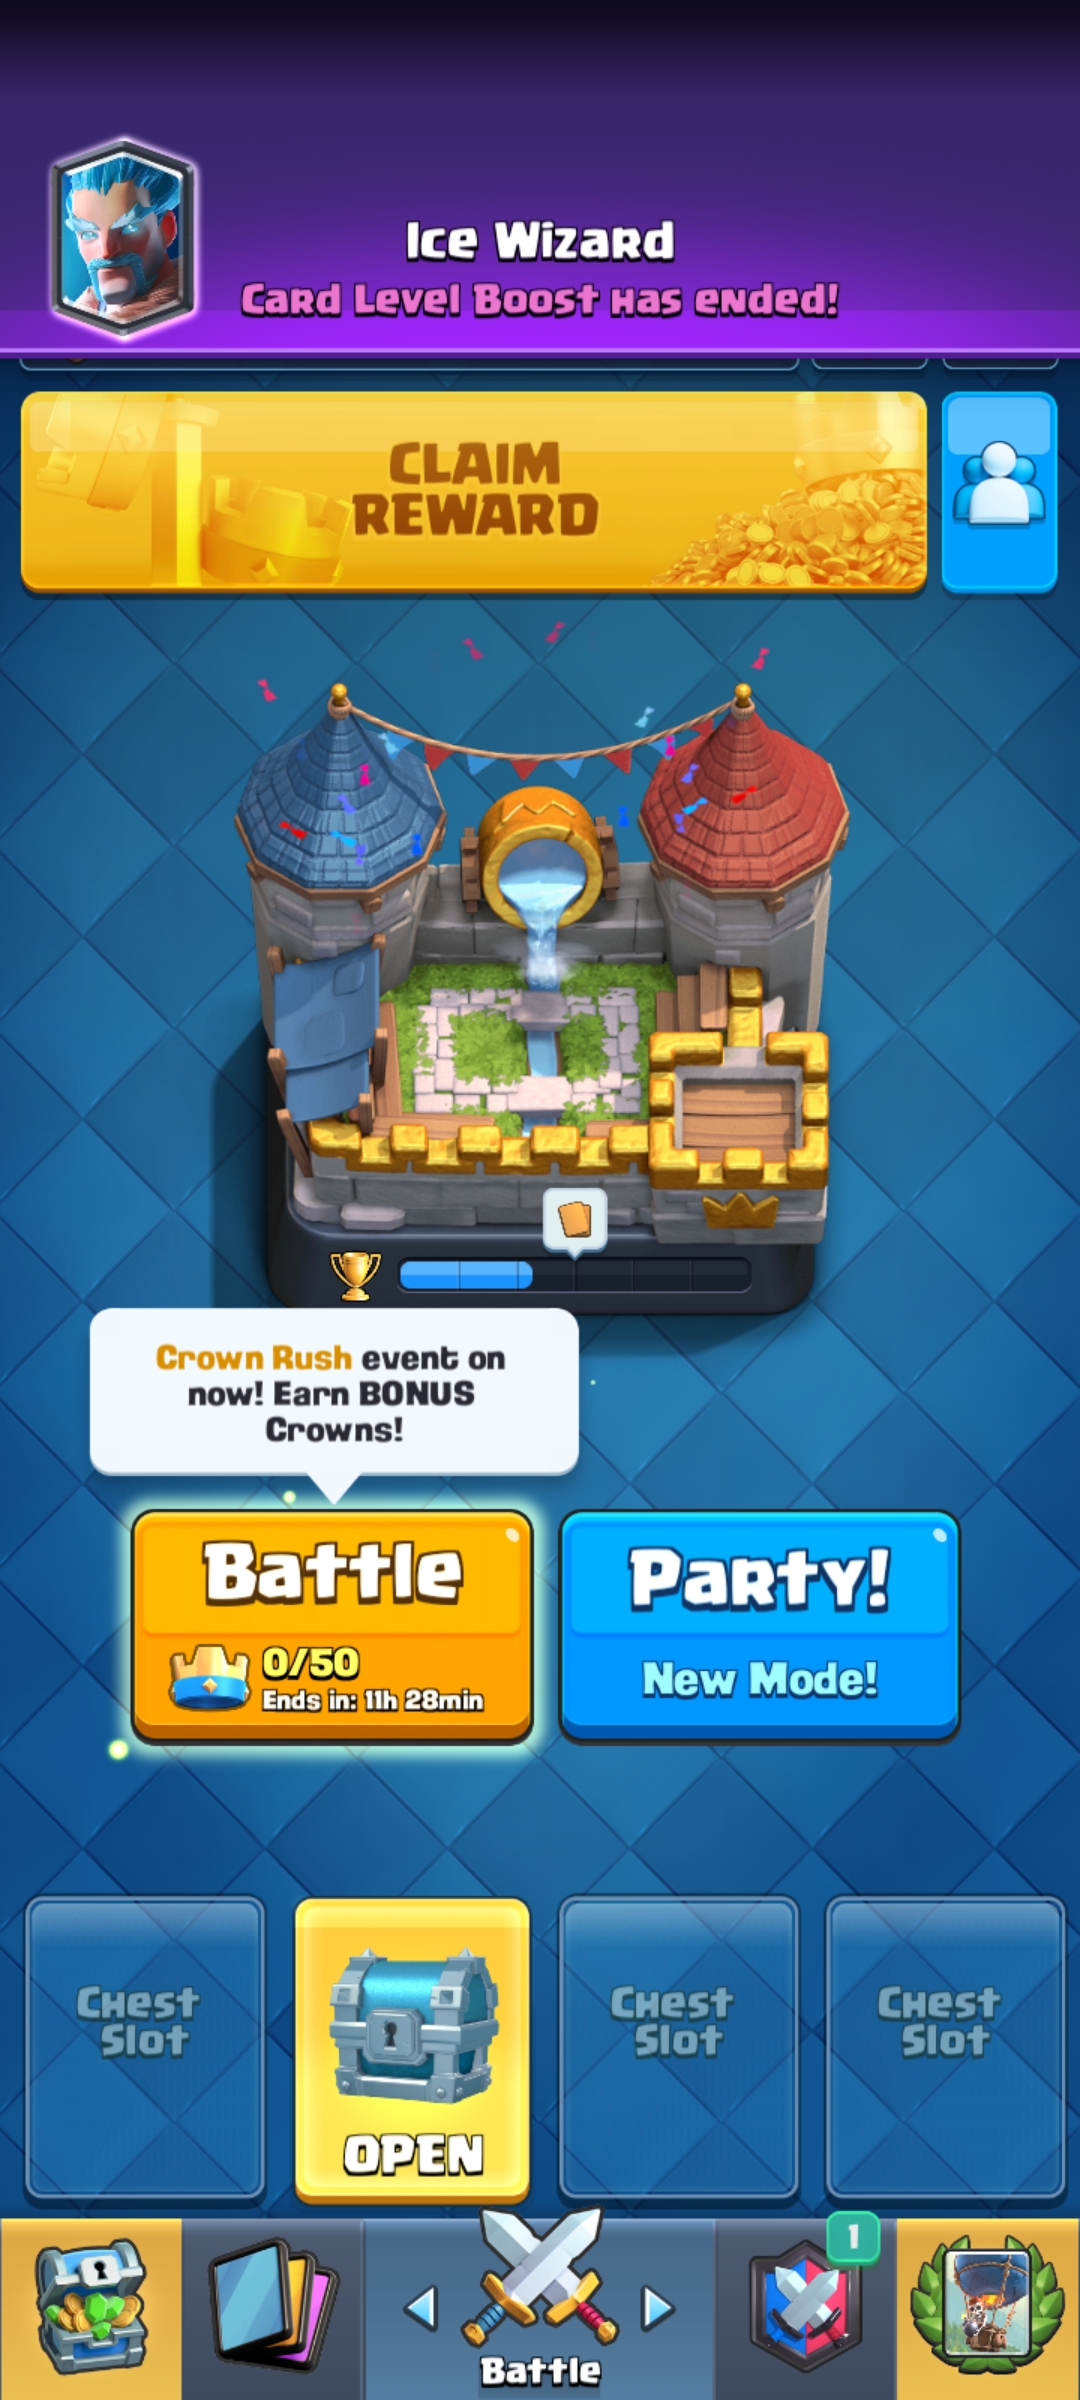 Ice Wizard
Card Level Boost has ended!
CLAIM
REWARD
Crown Rush event on
now! Earn BONUS
Crowns!
Battle
0/50
Ends in: 11h 28min
Party!
New Mode!
Chest
Slot
OPEN
Chest
Slot
Chest
Slot
1
Battle